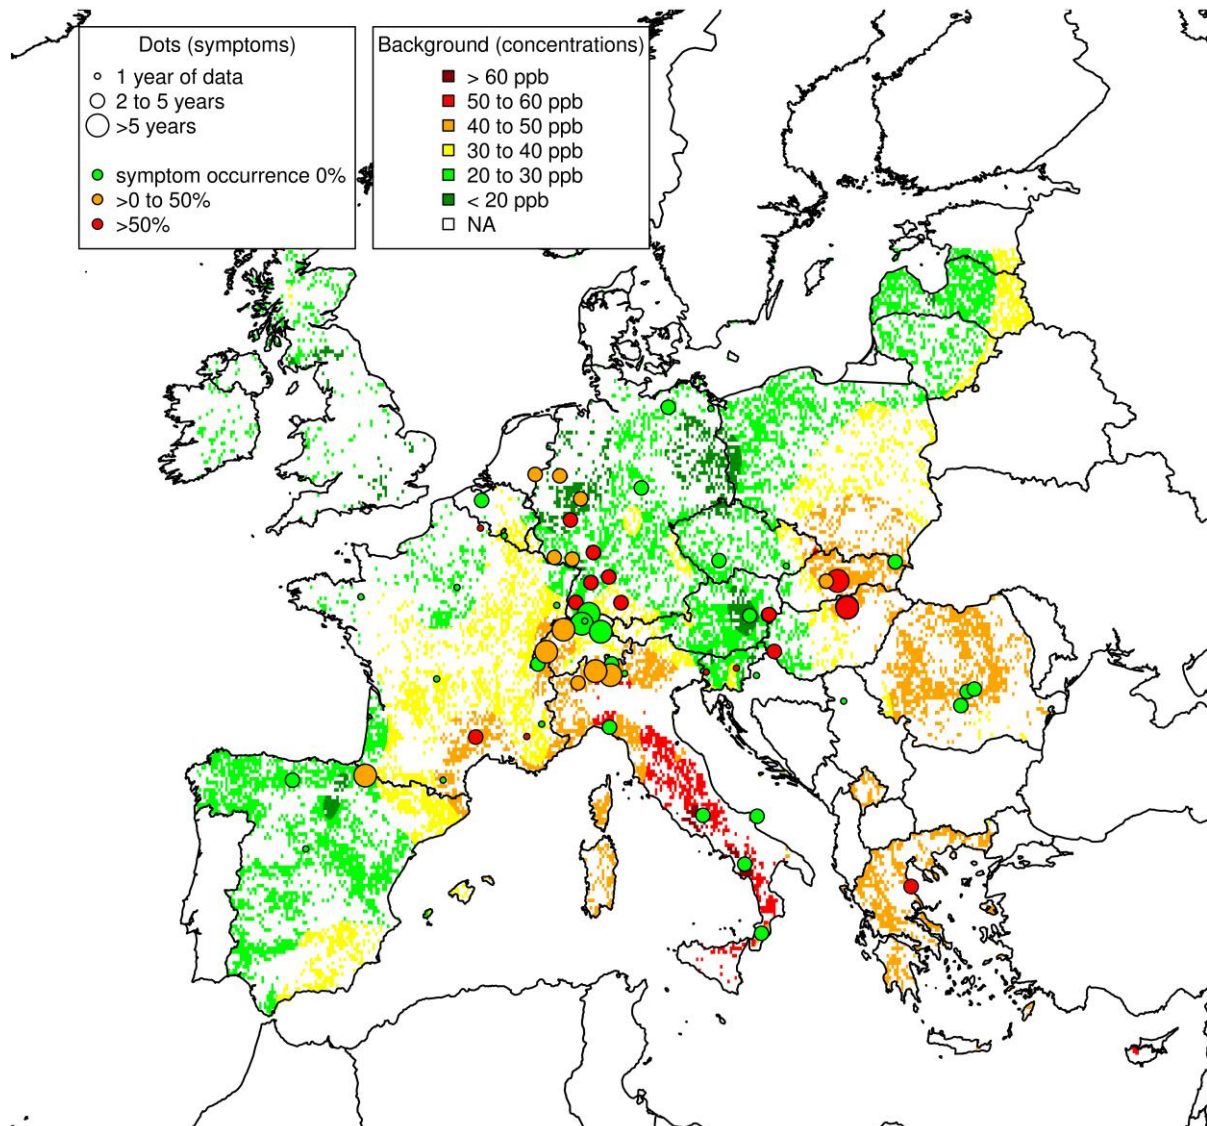 Dots (symptoms)
1 year of data
2 to 5 years
>5 years
symptom occurrence 0%
>0 to 50%
>50%
Background (concentrations)
> 60 ppb
50 to 60 ppb
40 to 50 ppb
30 to 40 ppb
20 to 30 ppb
< 20 ppb
NA